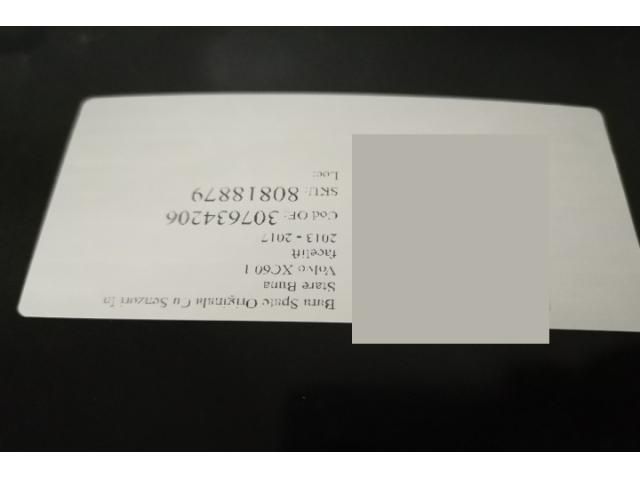 Bara Spate Originala Cu Senzori In
Stare Buna
Volvo XC60 1
facelift
2013 - 2017
Cod OE: 307634206
SKU: 80818879
Loc: